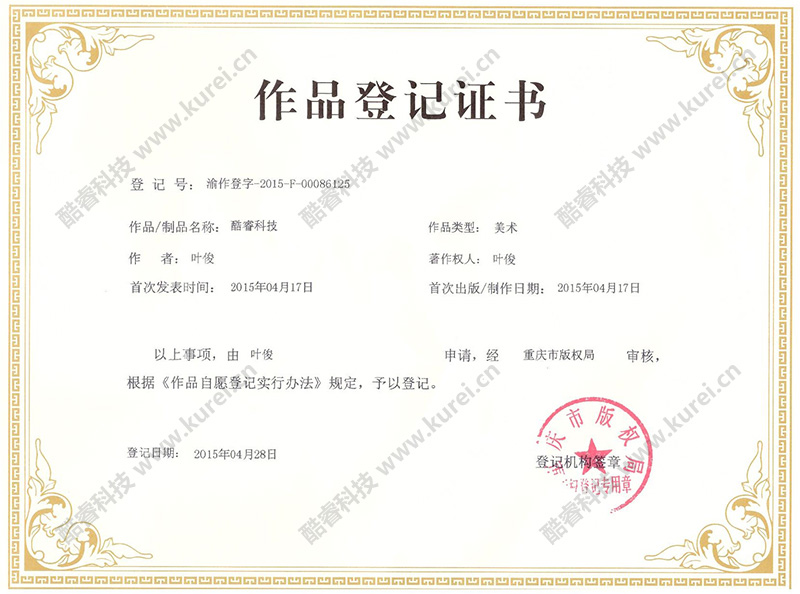 作品登记证书
登 记 号： 渝作登字-2015-F-00086125
作品/制品名称： 酷睿科技 作品类型： 美术
作 者： 叶俊 著作权人： 叶俊
首次发表时间： 2015年04月17日 首次出版/制作日期： 2015年04月17日
以上事项，由 叶俊 申请，经 重庆市版权局 审核，
根据《作品自愿登记实行办法》规定，予以登记。
登记日期： 2015年04月28日 登记机构签章
重庆市版权局
登记专用章
酷睿科技 www.kurei.cn
酷睿科技 www.kurei.cn
酷睿科技 www.kurei.cn
酷睿科技 www.kurei.cn
酷睿科技 www.kurei.cn
酷睿科技 www.kurei.cn